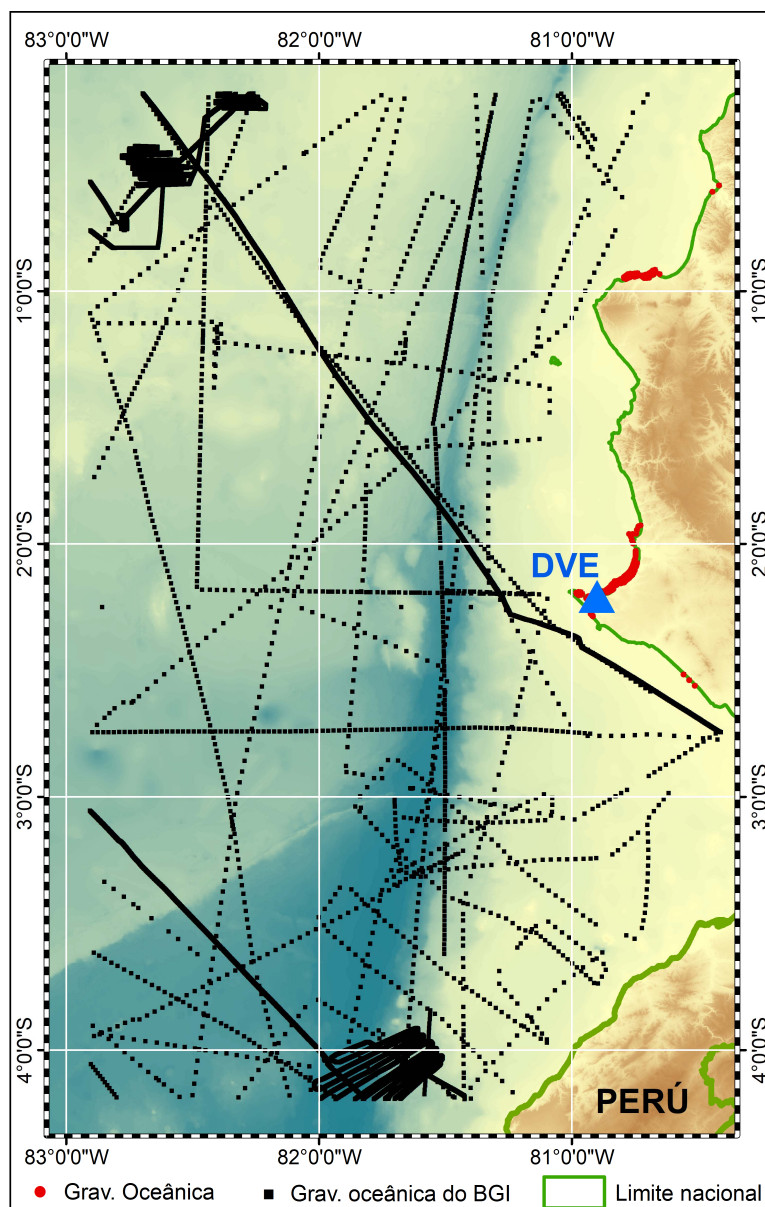 83°0'0"W 82°0'0"W 81°0'0"W
1°0'0"S 1°0'0"S
2°0'0"S 2°0'0"S
DVE
3°0'0"S 3°0'0"S
4°0'0"S 4°0'0"S
PERÚ
83°0'0"W 82°0'0"W 81°0'0"W
Grav. Oceânica Grav. oceânica do BGI Limite nacional